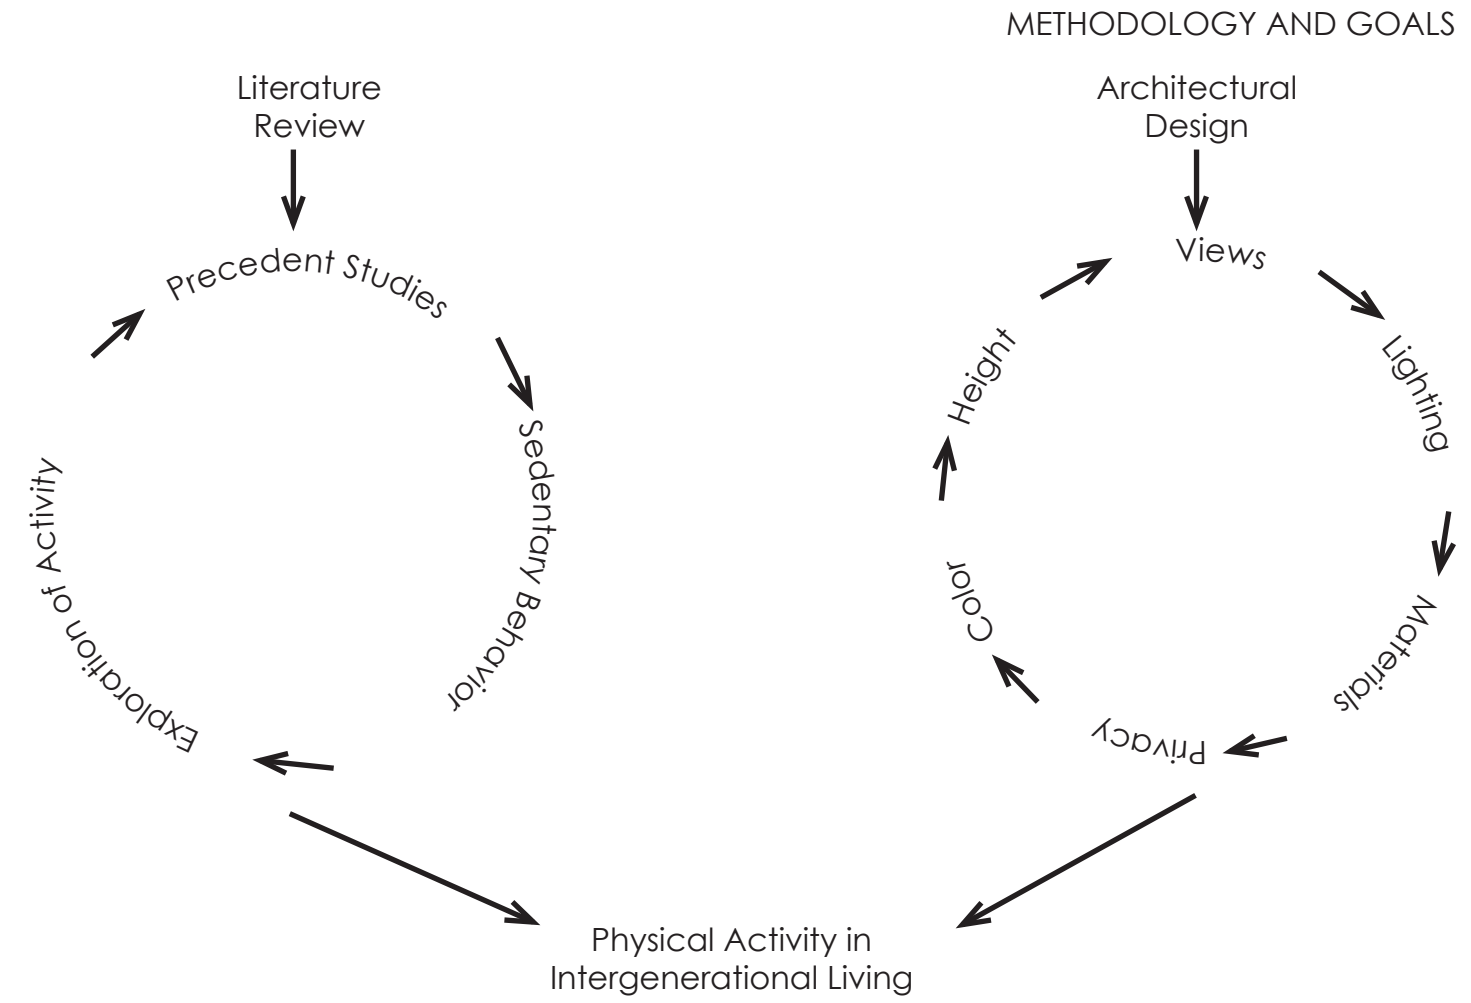 METHODOLOGY AND GOALS
Literature
Review
Precedent Studies
Sedentary Behavior
Exploration of Activity
Architectural
Design
Views
Lighting
Materials
Privacy
Color
Height
Physical Activity in
Intergenerational Living